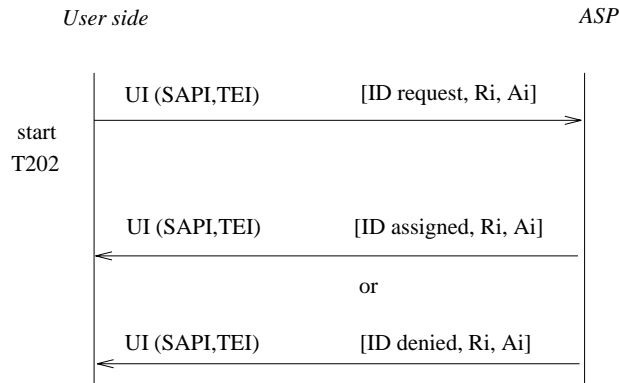 User side ASP
UI (SAPI,TEI) [ID request, Ri, Ai]
start
T202
UI (SAPI,TEI) [ID assigned, Ri, Ai]
or
UI (SAPI,TEI) [ID denied, Ri, Ai]